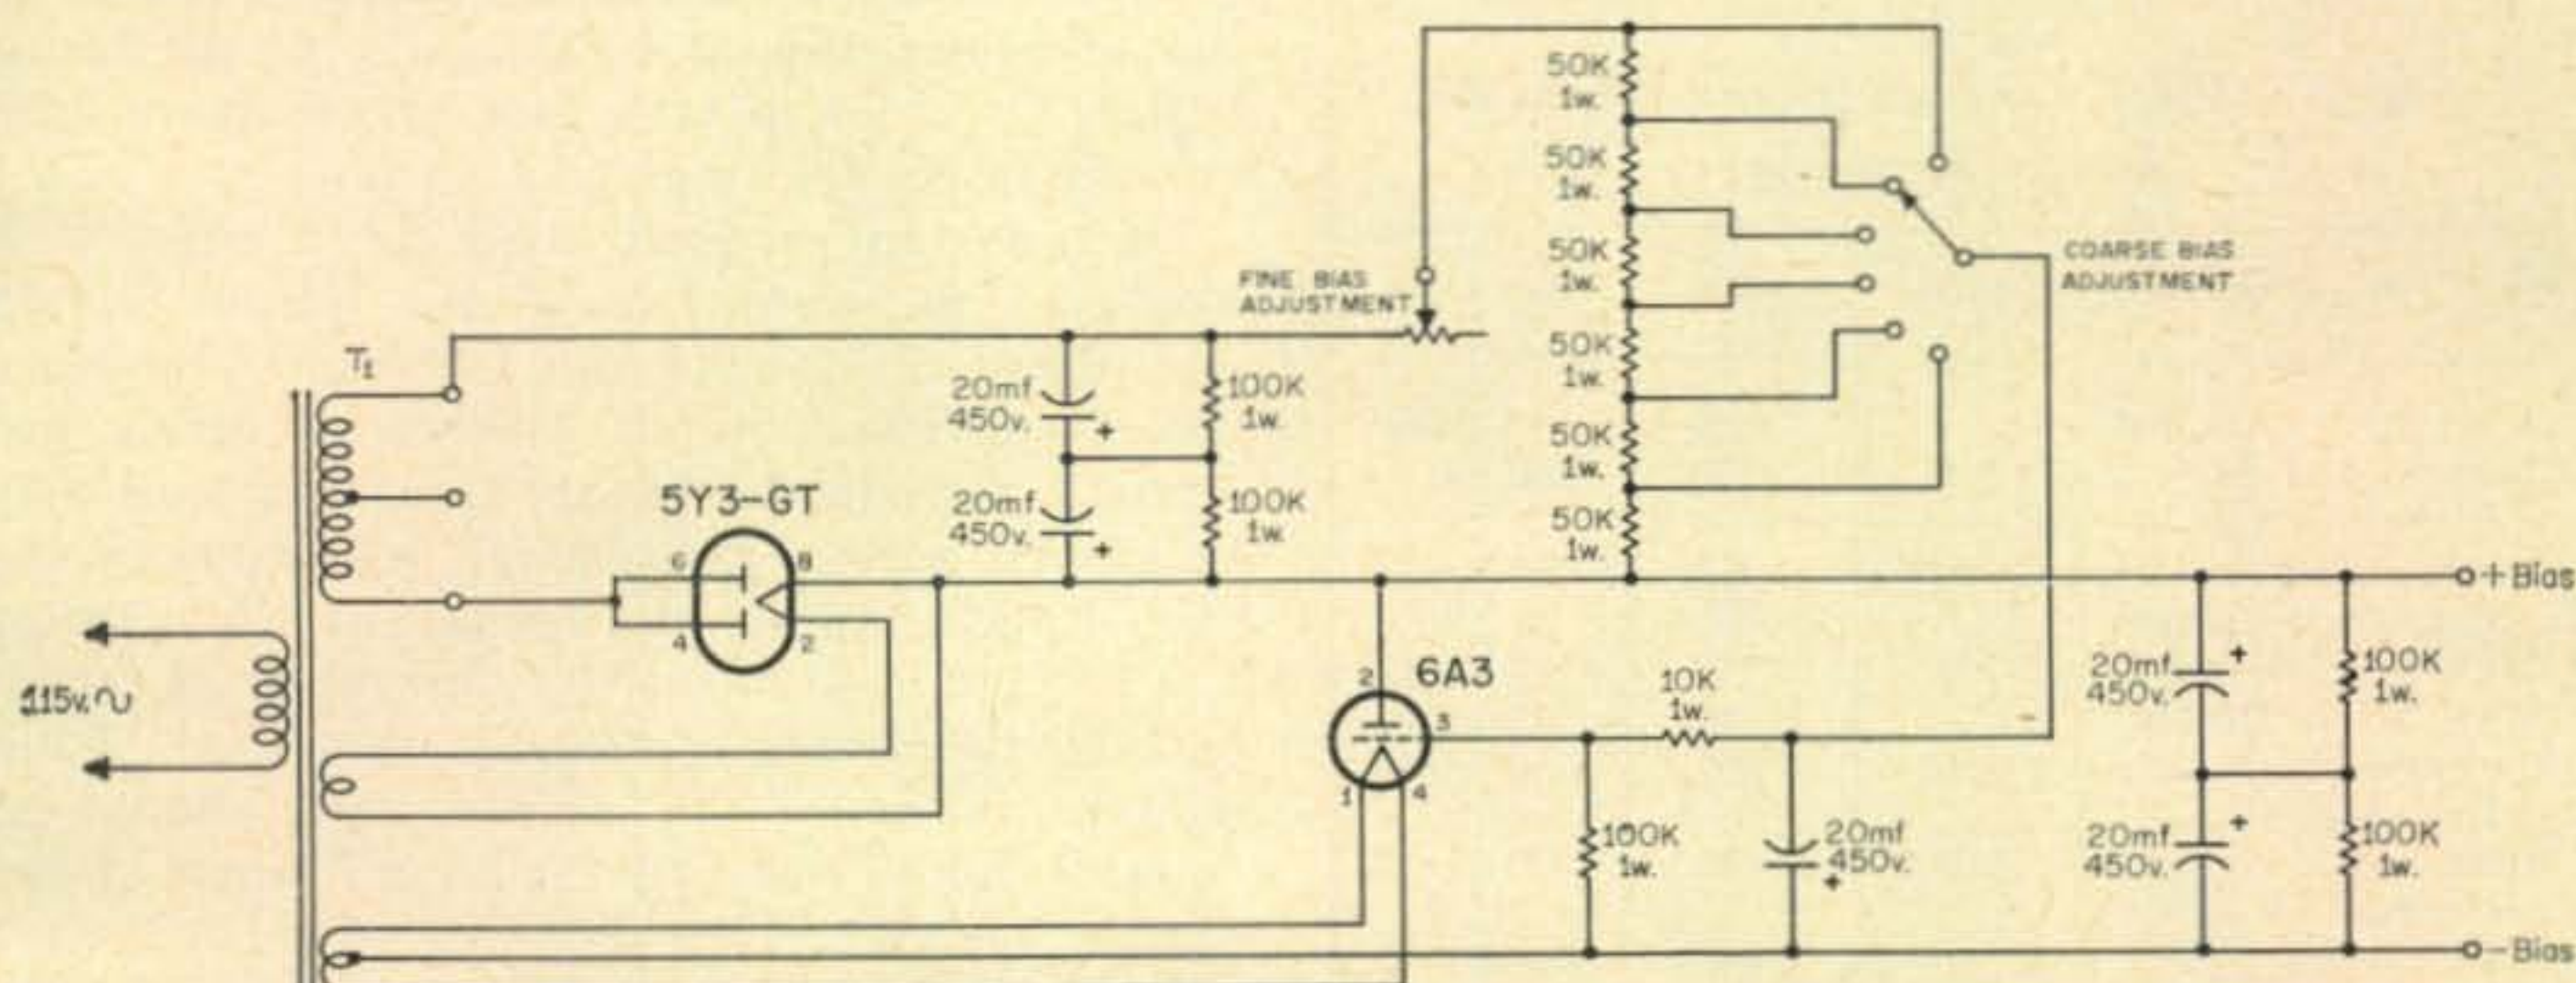 50K
1w.
50K
1w.
50K
1w.
50K
1w.
50K
1w.
50K
1w.
COARSE BIAS
ADJUSTMENT
FINE BIAS
ADJUSTMENT
T1
20mf
450v.
+
100K
1w.
20mf
450v.
+
100K
1w.
5Y3-GT
6
8
4
2
115v.
+Bias
6A3
2
3
1
4
10K
1w.
100K
1w.
20mf
450v.
+
20mf
450v.
+
100K
1w.
20mf
450v.
+
100K
1w.
-Bias